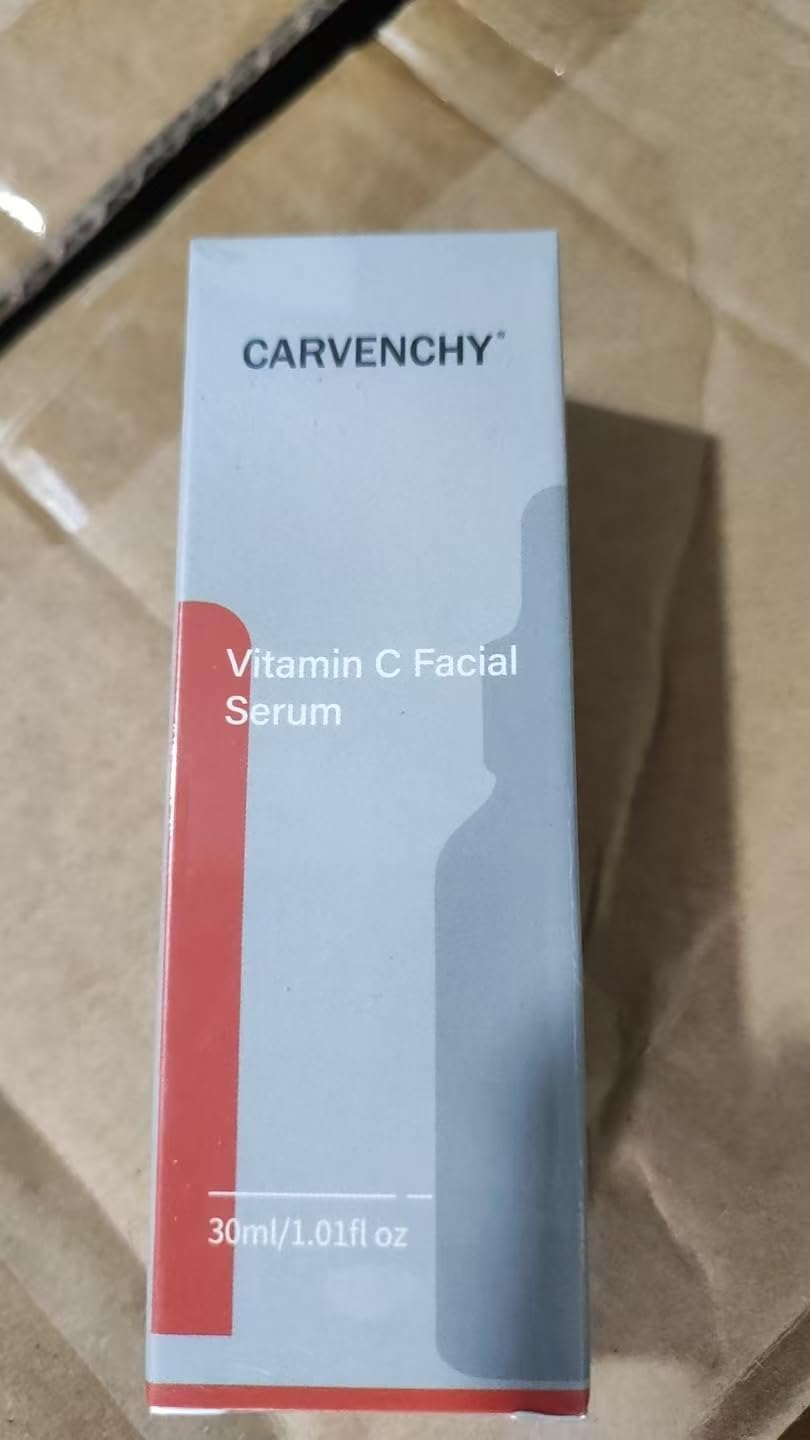 CARVENCHY®
Vitamin C Facial
Serum
30ml/1.01fl oz